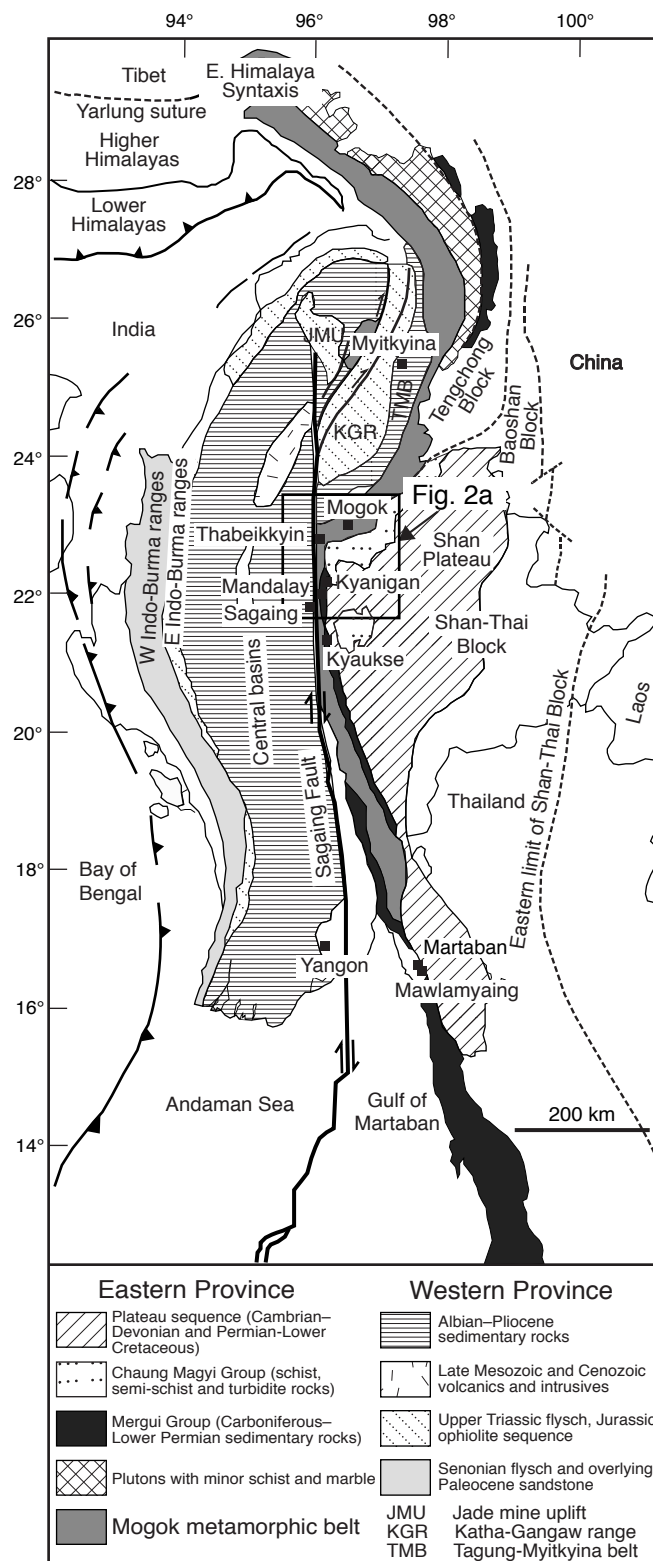 94°
96°
98°
100°
Tibet
E. Himalaya
Syntaxis
Yarlung suture
Higher
Himalayas
28°
Lower
Himalayas
26°
India
JMU
Myitkyina
China
TMB
Tengchong
Block
Baoshan
Block
KGR
24°
Fig. 2a
Mogok
Thabeikkyin
Shan
Plateau
W Indo-Burma ranges
E Indo-Burma ranges
Mandalay
Kyanigan
22°
Sagaing
Shan-Thai
Block
Kyaukse
Central basins
Laos
20°
Sagaing Fault
Thailand
Eastern limit of Shan-Thai Block
18°
Bay of
Bengal
Martaban
Yangon
Mawlamyaing
16°
Andaman Sea
Gulf of
Martaban
200 km
14°
Eastern Province
Plateau sequence (Cambrian–
Devonian and Permian-Lower
Cretaceous)
Chaung Magyi Group (schist,
semi-schist and turbidite rocks)
Mergui Group (Carboniferous–
Lower Permian sedimentary rocks)
Plutons with minor schist and marble
Mogok metamorphic belt
Western Province
Albian–Pliocene
sedimentary rocks
Late Mesozoic and Cenozoic
volcanics and intrusives
Upper Triassic flysch, Jurassic
ophiolite sequence
Senonian flysch and overlying
Paleocene sandstone
JMU Jade mine uplift
KGR Katha-Gangaw range
TMB Tagung-Myitkyina belt